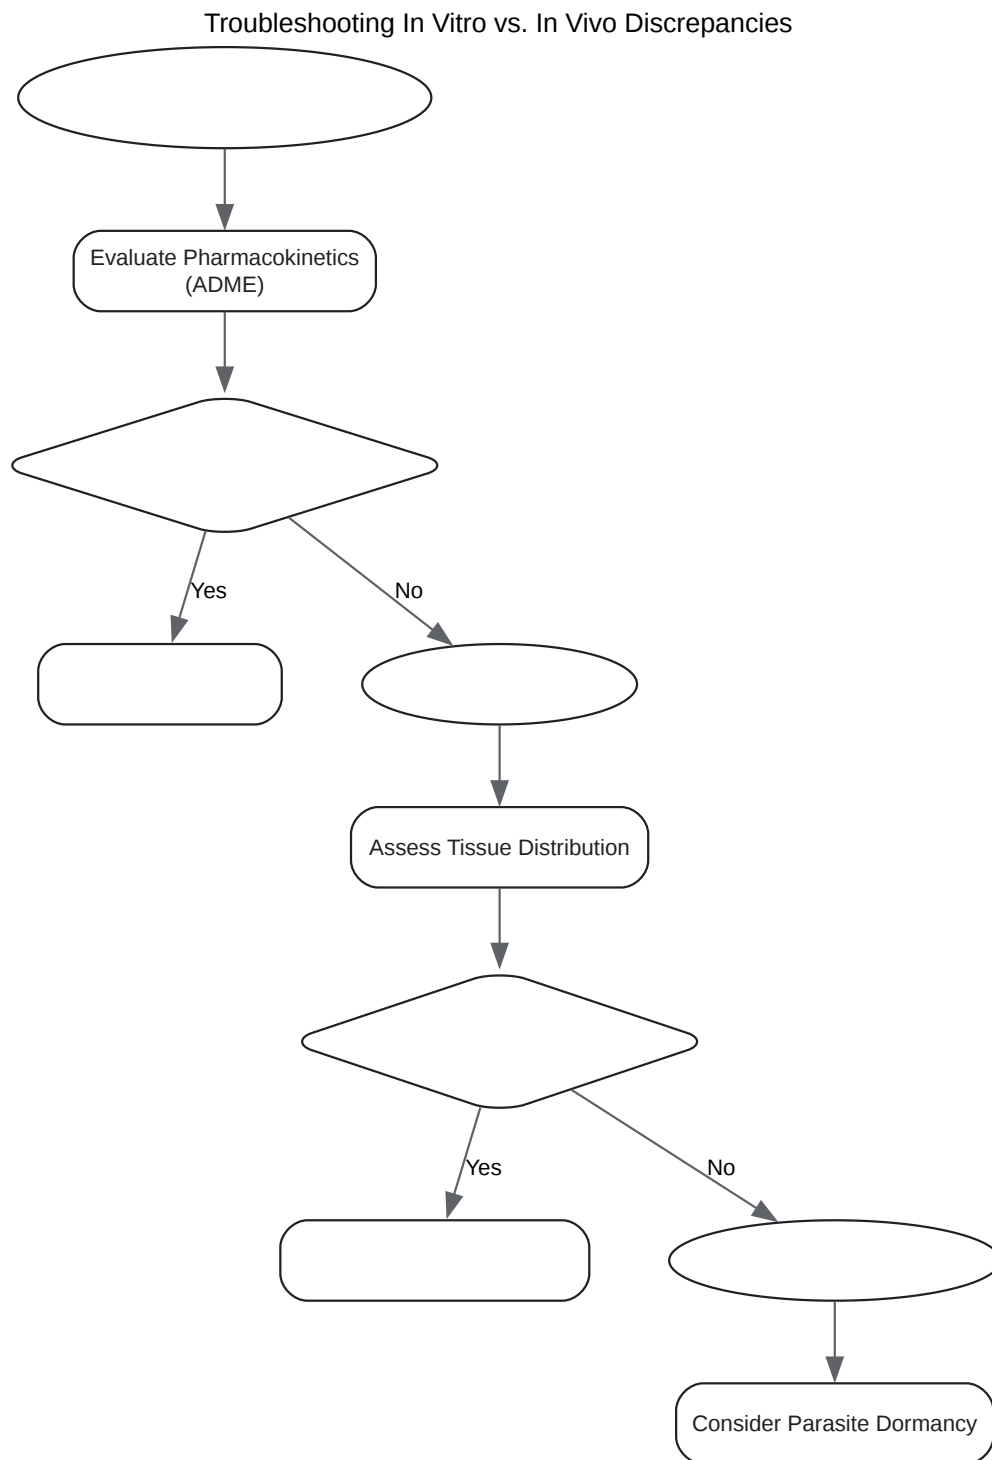 Troubleshooting In Vitro vs. In Vivo Discrepancies
Evaluate Pharmacokinetics
(ADME)
Yes
No
Assess Tissue Distribution
Yes
No
Consider Parasite Dormancy